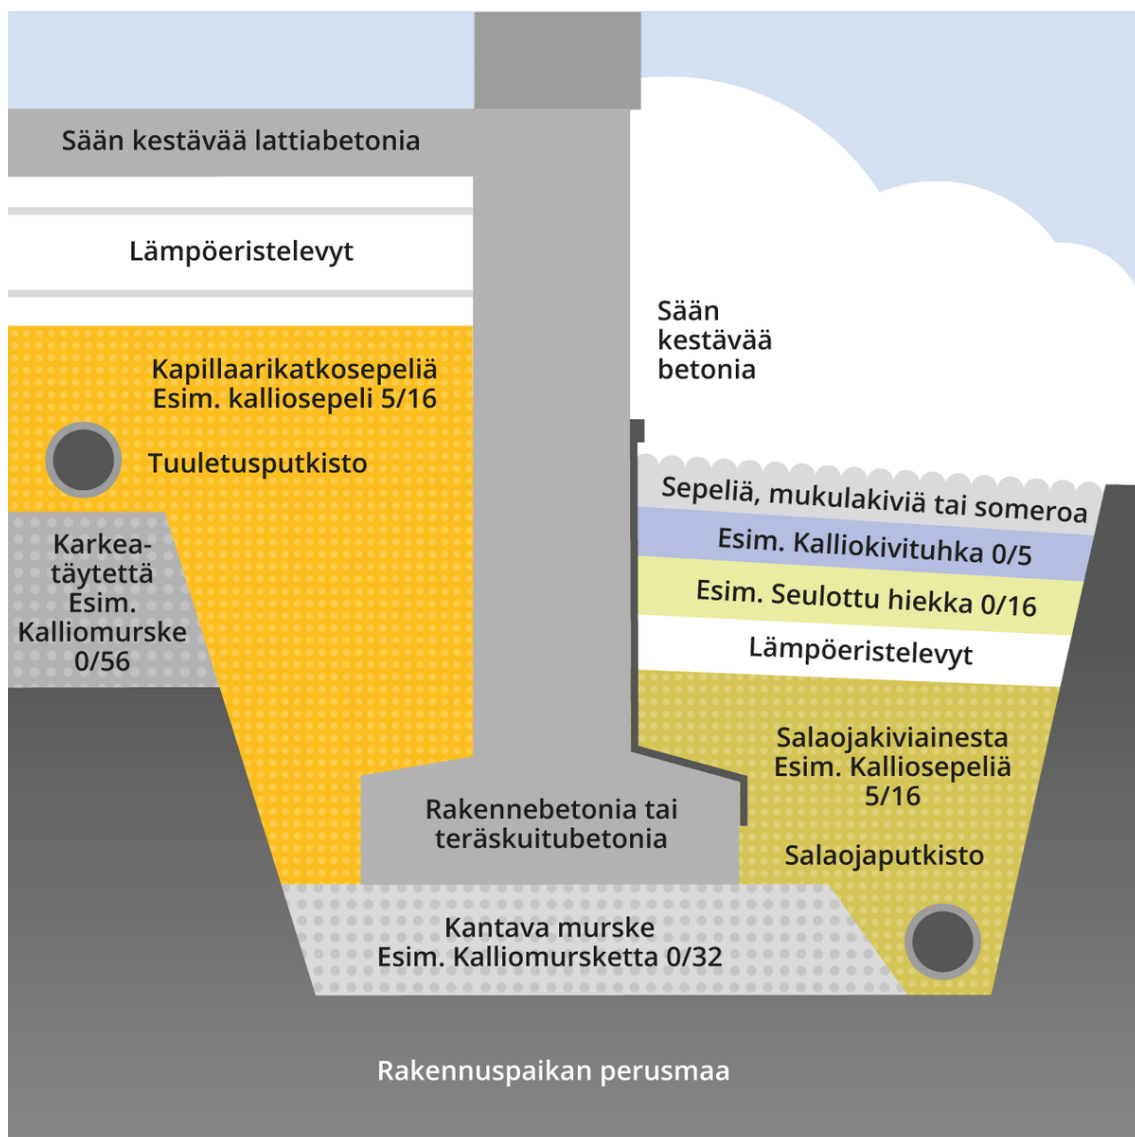 Sään kestävää lattiabetonia
Lämpöeristelevyt
Kapillaarikatkosepeliä
Esim. kalliosepeli 5/16
Tuuletusputkisto
Karkea-
täytettä
Esim.
Kalliomurske
0/56
Sään
kestävää
betonia
Sepeliä, mukulakiviä tai someroa
Esim. Kalliokivituhka 0/5
Esim. Seulottu hiekka 0/16
Lämpöeristelevyt
Salaojakiviainesta
Esim. Kalliosepeliä
5/16
Salaojaputkisto
Rakennebetonia tai
teräskuitubetonia
Kantava murske
Esim. Kalliomursketta 0/32
Rakennuspaikan perusmaa